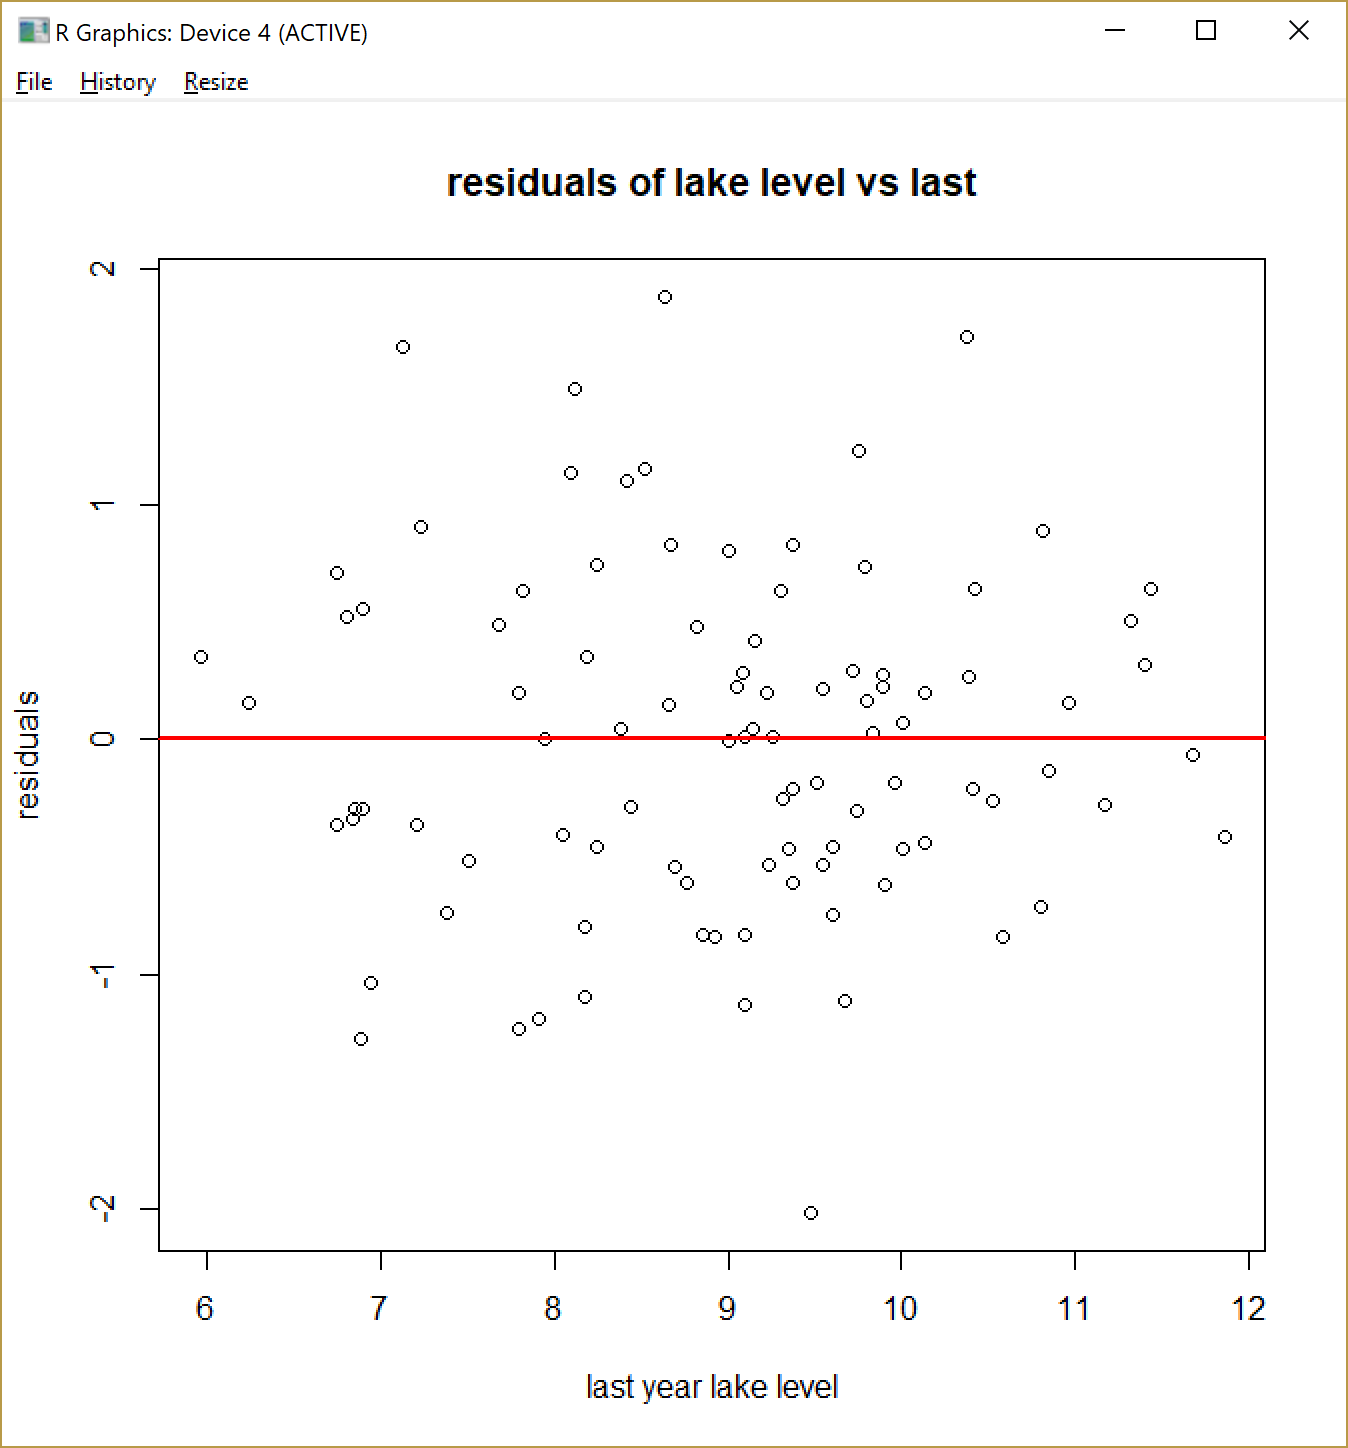 R Graphics: Device 4 (ACTIVE)
File History Resize
residuals of lake level vs last
2
1
0
-1
-2
residuals
6 7 8 9 10 11 12
last year lake level